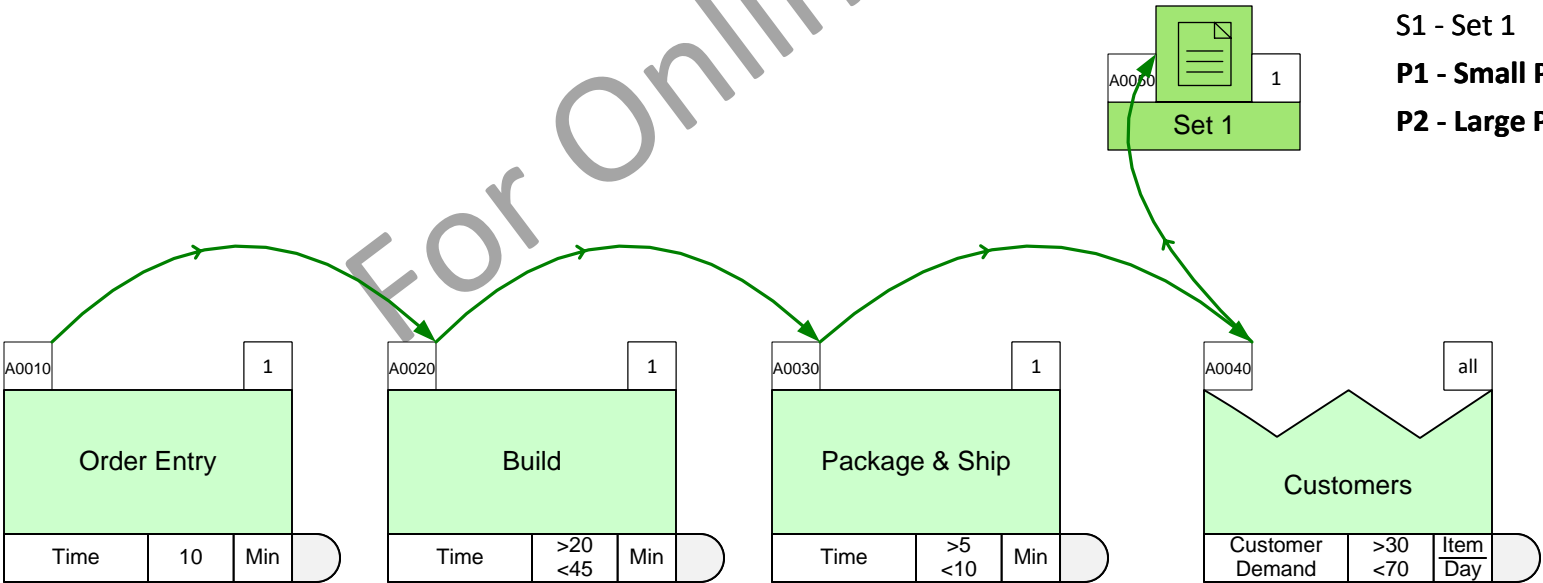 For Onlin
S1 - Set 1
P1 - Small P
P2 - Large P
A0050
1
Set 1
A0010
1
Order Entry
Time 10 Min
A0020
1
Build
Time >20 <45 Min
A0030
1
Package & Ship
Time >5 <10 Min
A0040
all
Customers
Customer Demand >30 <70 Item Day